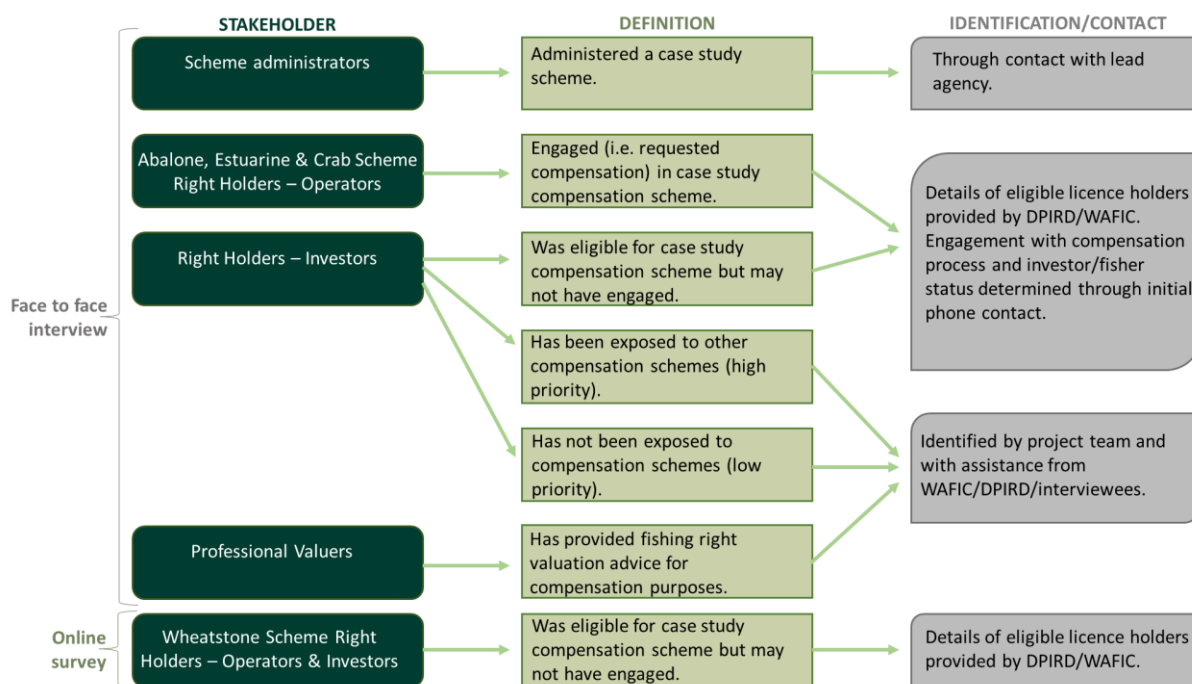 STAKEHOLDER
DEFINITION
IDENTIFICATION/CONTACT
Scheme administrators
Administered a case study
scheme.
Through contact with lead
agency.
Abalone, Estuarine & Crab Scheme
Right Holders – Operators
Engaged (i.e. requested
compensation) in case study
compensation scheme.
Details of eligible licence holders
provided by DPIRD/WAFIC.
Engagement with compensation
process and investor/fisher
status determined through initial
phone contact.
Right Holders – Investors
Was eligible for case study
compensation scheme but may
not have engaged.
Face to face
interview
Has been exposed to other
compensation schemes (high
priority).
Has not been exposed to
compensation schemes (low
priority).
Identified by project team and
with assistance from
WAFIC/DPIRD/interviewees.
Professional Valuers
Has provided fishing right
valuation advice for
compensation purposes.
Online
survey
Wheatstone Scheme Right
Holders – Operators & Investors
Was eligible for case study
compensation scheme but may
not have engaged.
Details of eligible licence holders
provided by DPIRD/WAFIC.